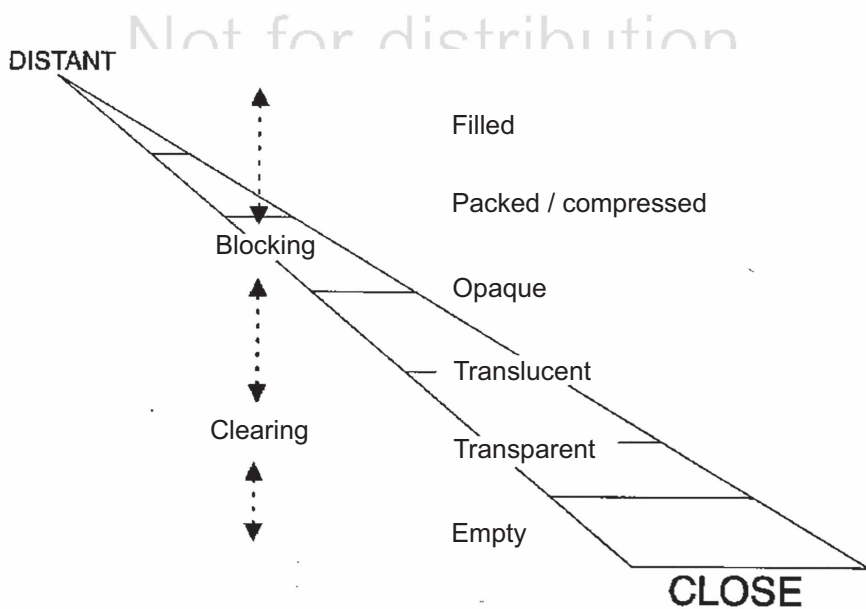 Not for distribution
DISTANT
Filled
Packed / compressed
Blocking
Opaque
Translucent
Clearing
Transparent
Empty
CLOSE